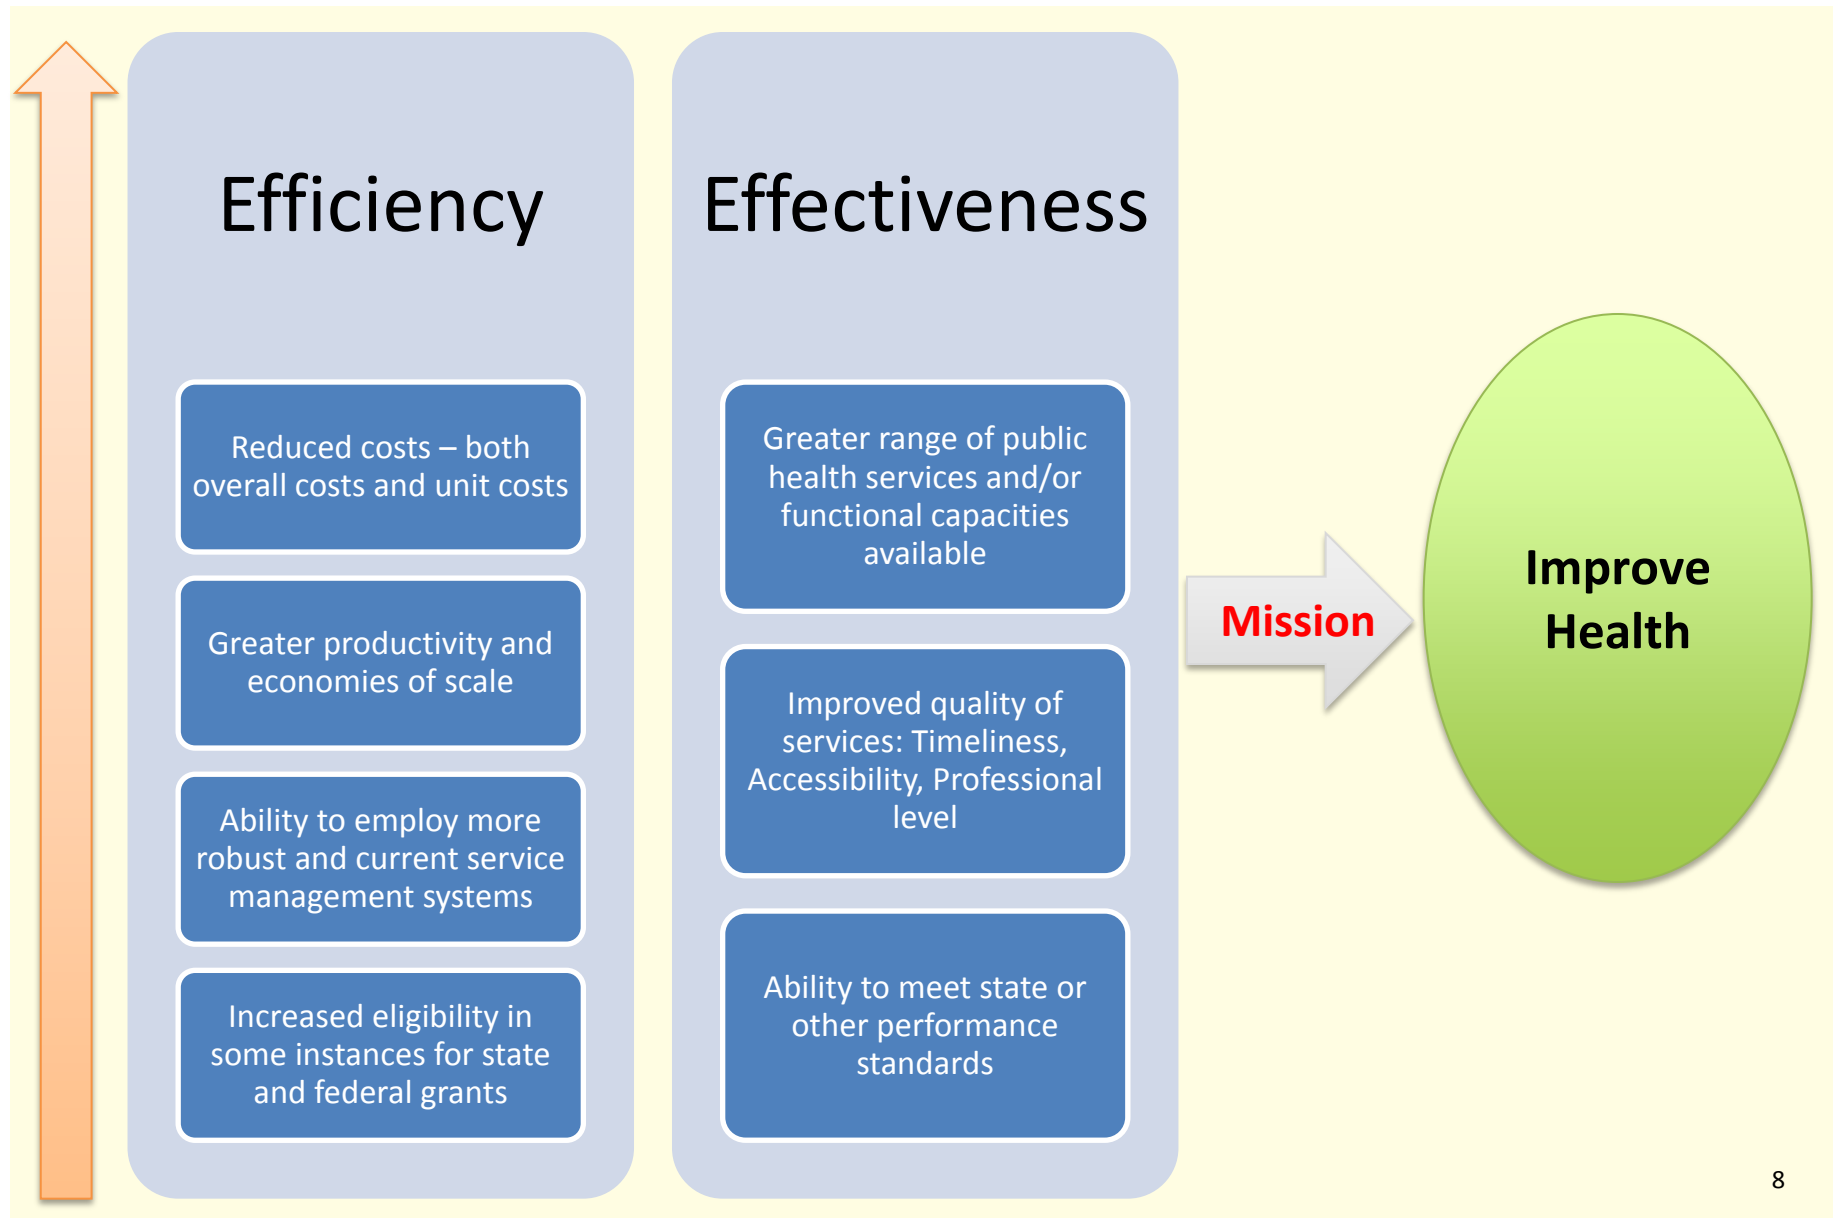 Efficiency
Reduced costs – both
overall costs and unit costs
Greater productivity and
economies of scale
Ability to employ more
robust and current service
management systems
Increased eligibility in
some instances for state
and federal grants
Effectiveness
Greater range of public
health services and/or
functional capacities
available
Improved quality of
services: Timeliness,
Accessibility, Professional
level
Ability to meet state or
other performance
standards
Mission
Improve
Health
8